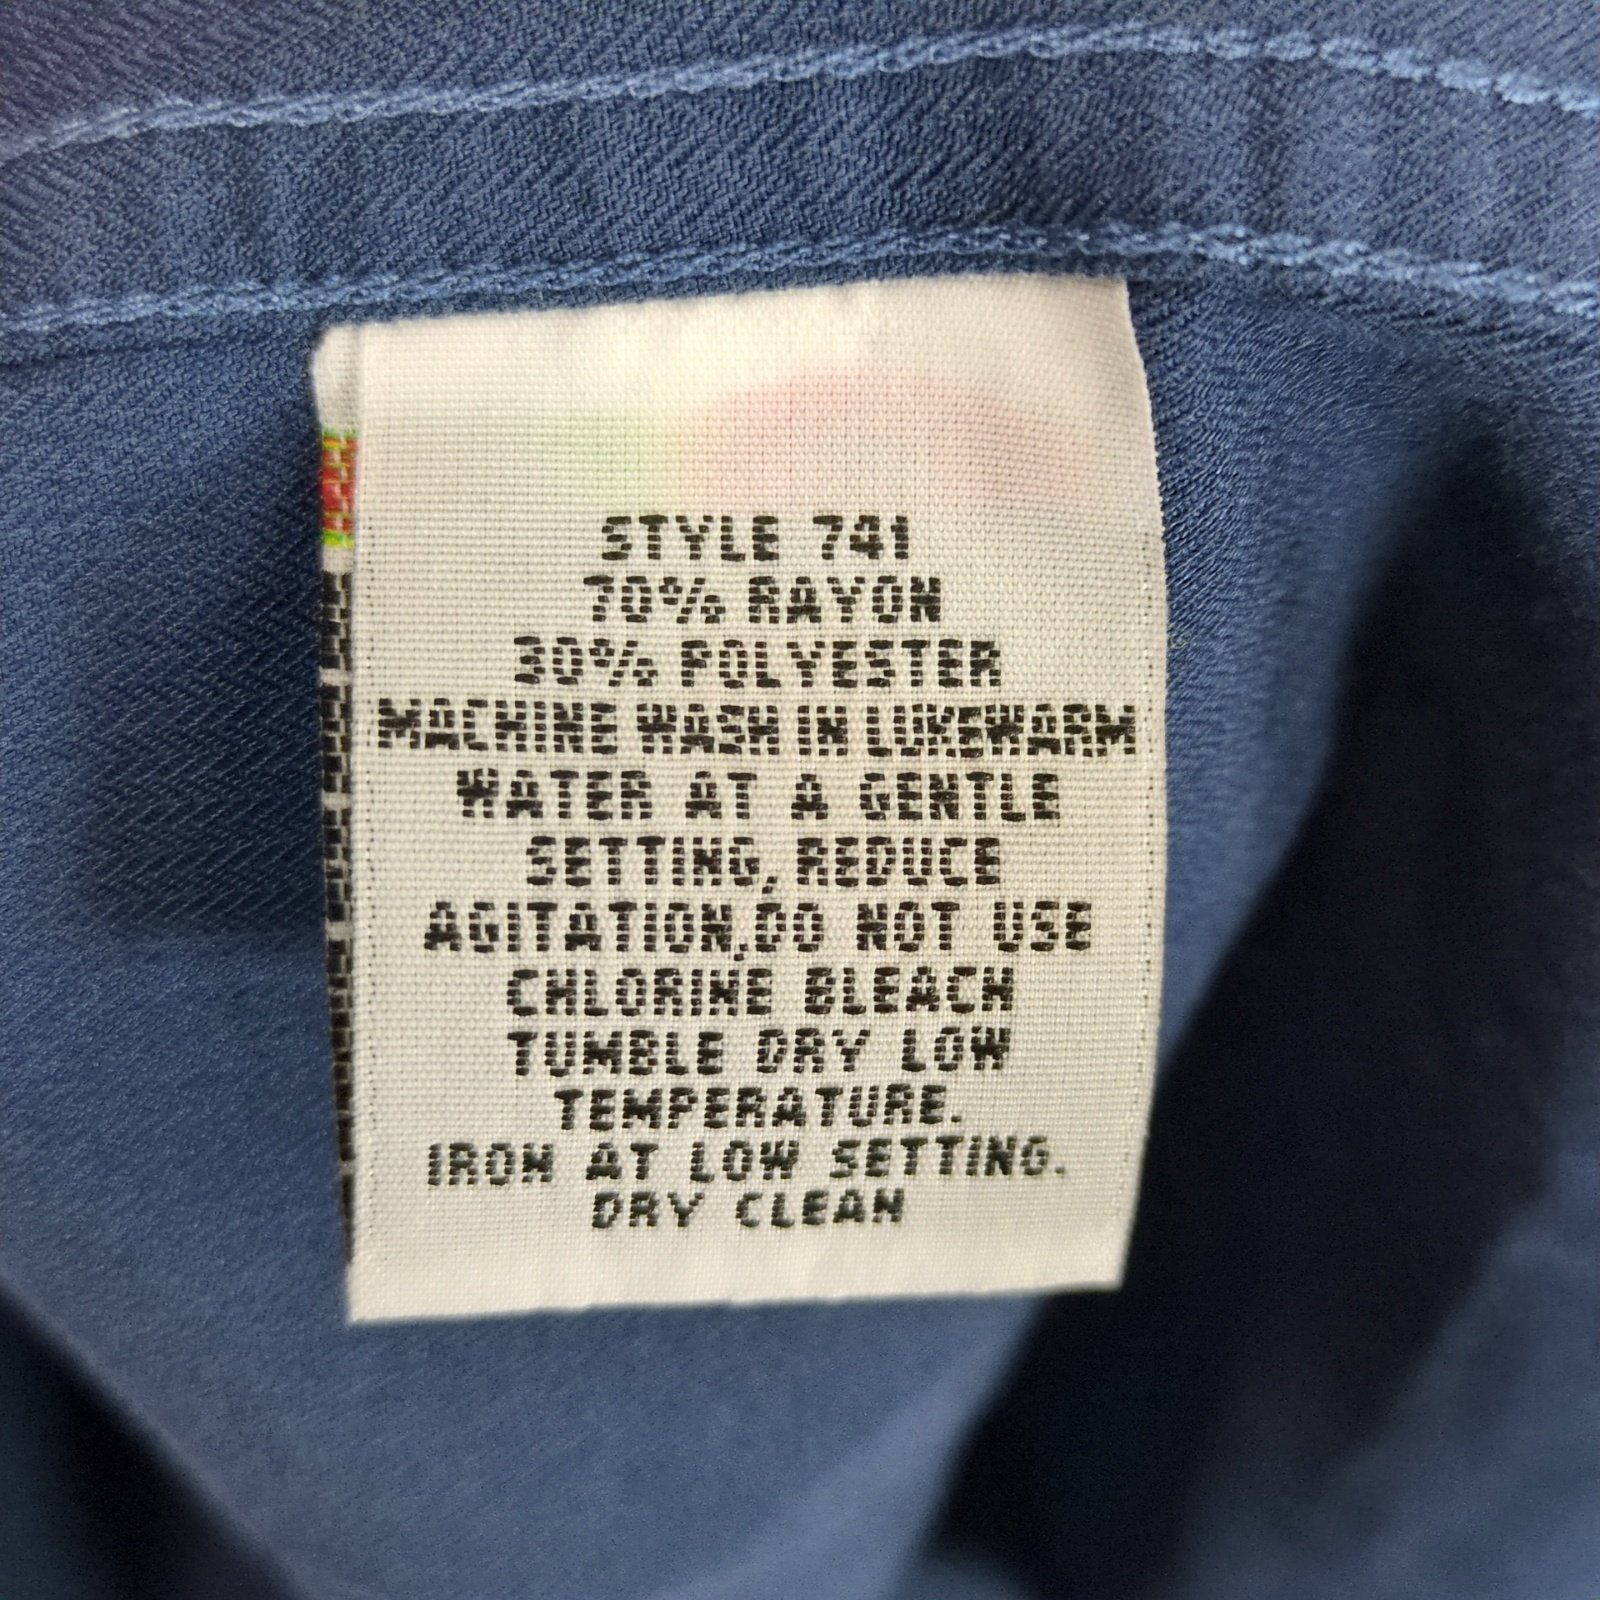 STYLE 741
70% RAYON
30% POLYESTER
MACHINE WASH IN LUKEWARM
WATER AT A GENTLE
SETTING, REDUCE
AGITATION,DO NOT USE
CHLORINE BLEACH
TUMBLE DRY LOW
TEMPERATURE.
IRON AT LOW SETTING.
DRY CLEAN